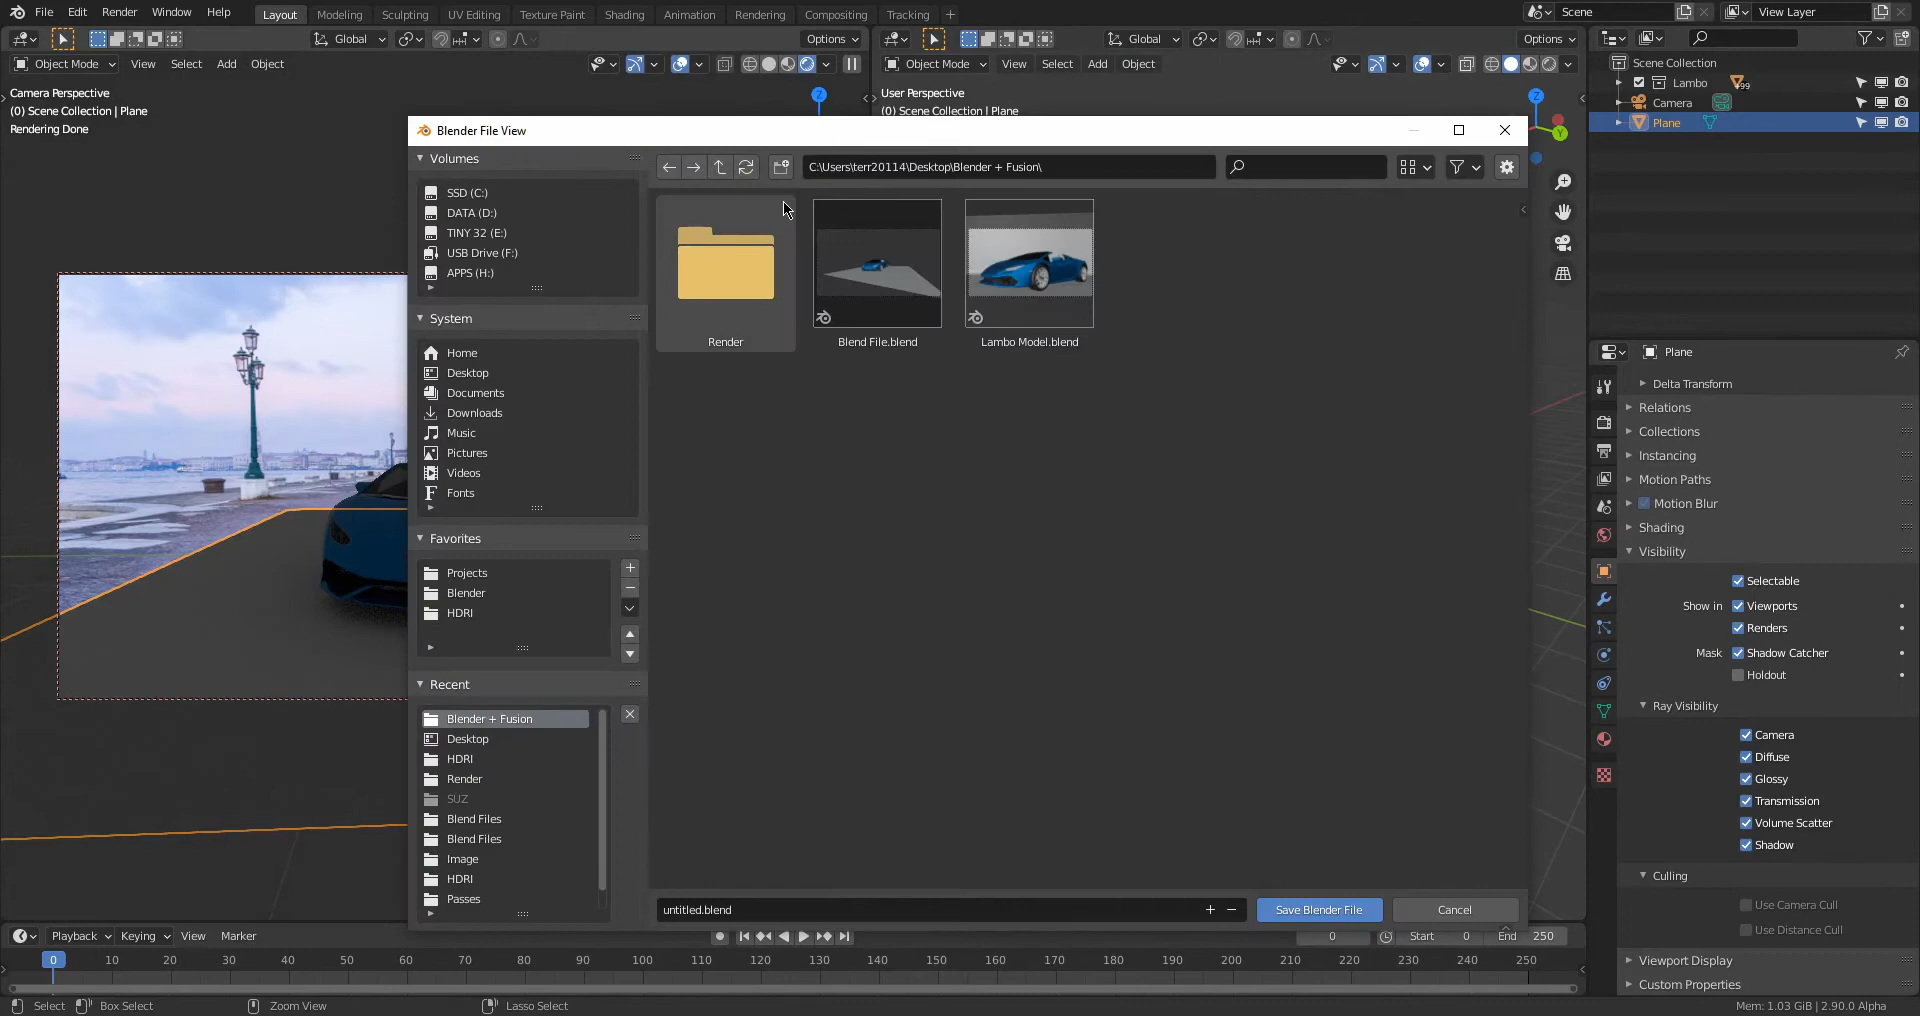 File Edit Render Window Help Layout Modeling Sculpting UV Editing Texture Paint Shading Animation Rendering Compositing Tracking + Scene View Layer
Global Options Global Options
Object Mode View Select Add Object Object Mode View Select Add Object
Camera Perspective
(0) Scene Collection | Plane
Rendering Done
User Perspective
(0) Scene Collection | Plane
Z
Z
Y
Scene Collection
Lambo
Camera
Plane
Blender File View
Volumes
SSD (C:)
DATA (D:)
TINY 32 (E:)
USB Drive (F:)
APPS (H:)
System
Home
Desktop
Documents
Downloads
Music
Pictures
Videos
Fonts
Favorites
Projects
Blender
HDRI
Recent
Blender + Fusion
Desktop
HDRI
Render
SUZ
Blend Files
Blend Files
Image
HDRI
Passes
C:\Users\terr20114\Desktop\Blender + Fusion\
Render
Blend File.blend
Lambo Model.blend
untitled.blend
Save Blender File
Cancel
Plane
Delta Transform
Relations
Collections
Instancing
Motion Paths
Motion Blur
Shading
Visibility
Selectable
Show in Viewports
Renders
Mask Shadow Catcher
Holdout
Ray Visibility
Camera
Diffuse
Glossy
Transmission
Volume Scatter
Shadow
Culling
Use Camera Cull
Use Distance Cull
Viewport Display
Custom Properties
Playback Keying View Marker 0 Start 0 End 250
0 10 20 30 40 50 60 70 80 90 100 110 120 130 140 150 160 170 180 190 200 210 220 230 240 250
Select Box Select Zoom View Lasso Select Mem: 1.03 GiB | 2.90.0 Alpha